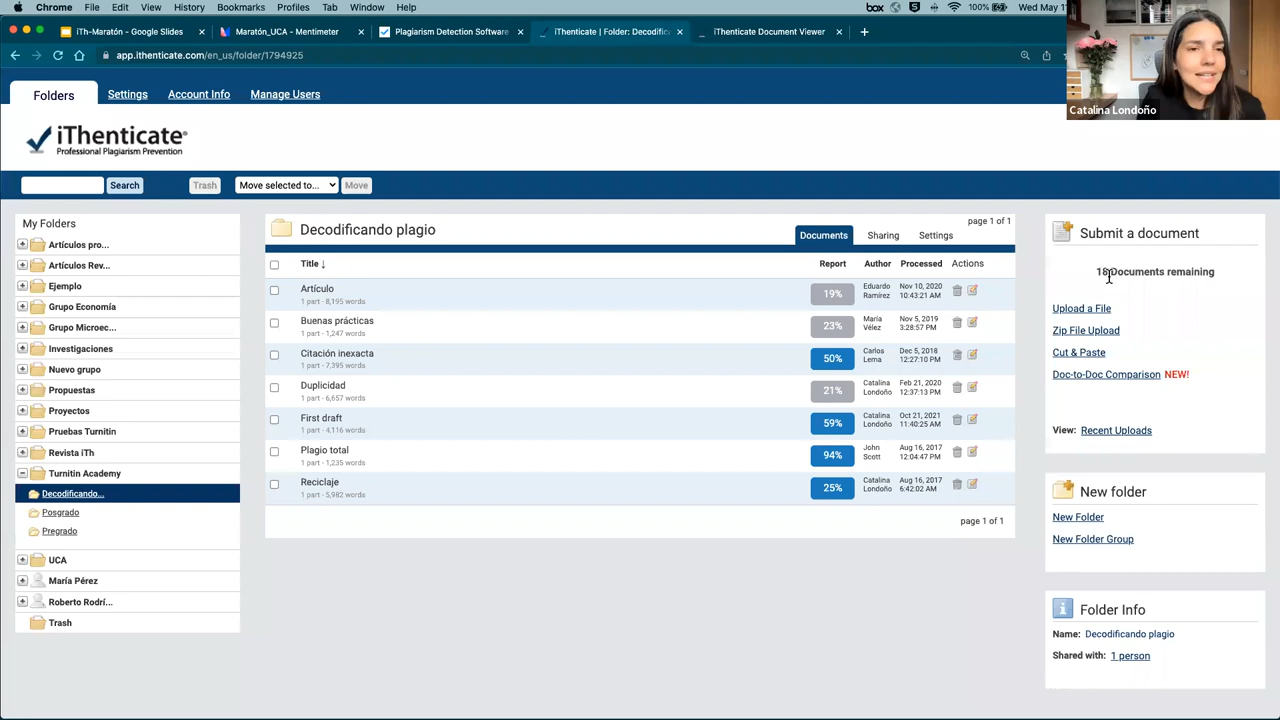 Chrome File Edit View History Bookmarks Profiles Tab Window Help
box
100%
iTh-Maratón - Google Slides
Maratón_UCA - Mentimeter
Plagiarism Detection Software
iThenticate | Folder: Decodific
iThenticate Document Viewer
app.ithenticate.com/en_us/folder/1794925
Catalina Londoño
Folders Settings Account Info Manage Users
iThenticate®
Professional Plagiarism Prevention
Search Trash Move selected to... Move
My Folders
Artículos pro...
Artículos Rev...
Ejemplo
Grupo Economía
Grupo Microec...
Investigaciones
Nuevo grupo
Propuestas
Proyectos
Pruebas Turnitin
Revista iTh
Turnitin Academy
Decodificando...
Posgrado
Pregrado
UCA
María Pérez
Roberto Rodrí...
Trash
page 1 of 1
Decodificando plagio
Documents Sharing Settings
Title ↓ Report Author Processed Actions
Artículo
1 part - 8,195 words
19%
Eduardo Ramírez
Nov 10, 2020 10:43:21 AM
Buenas prácticas
1 part - 1,247 words
23%
María Vélez
Nov 5, 2019 3:28:57 PM
Citación inexacta
1 part - 7,395 words
50%
Carlos Lema
Dec 5, 2018 12:27:10 PM
Duplicidad
1 part - 6,657 words
21%
Catalina Londoño
Feb 21, 2020 12:37:13 PM
First draft
1 part - 4,116 words
59%
Catalina Londoño
Oct 21, 2021 11:40:25 AM
Plagio total
1 part - 1,235 words
94%
John Scott
Aug 16, 2017 12:04:47 PM
Reciclaje
1 part - 5,982 words
25%
Catalina Londoño
Aug 16, 2017 6:42:02 AM
page 1 of 1
Submit a document
Documents remaining
Upload a File
Zip File Upload
Cut & Paste
Doc-to-Doc Comparison NEW!
View: Recent Uploads
New folder
New Folder
New Folder Group
Folder Info
Name: Decodificando plagio
Shared with: 1 person